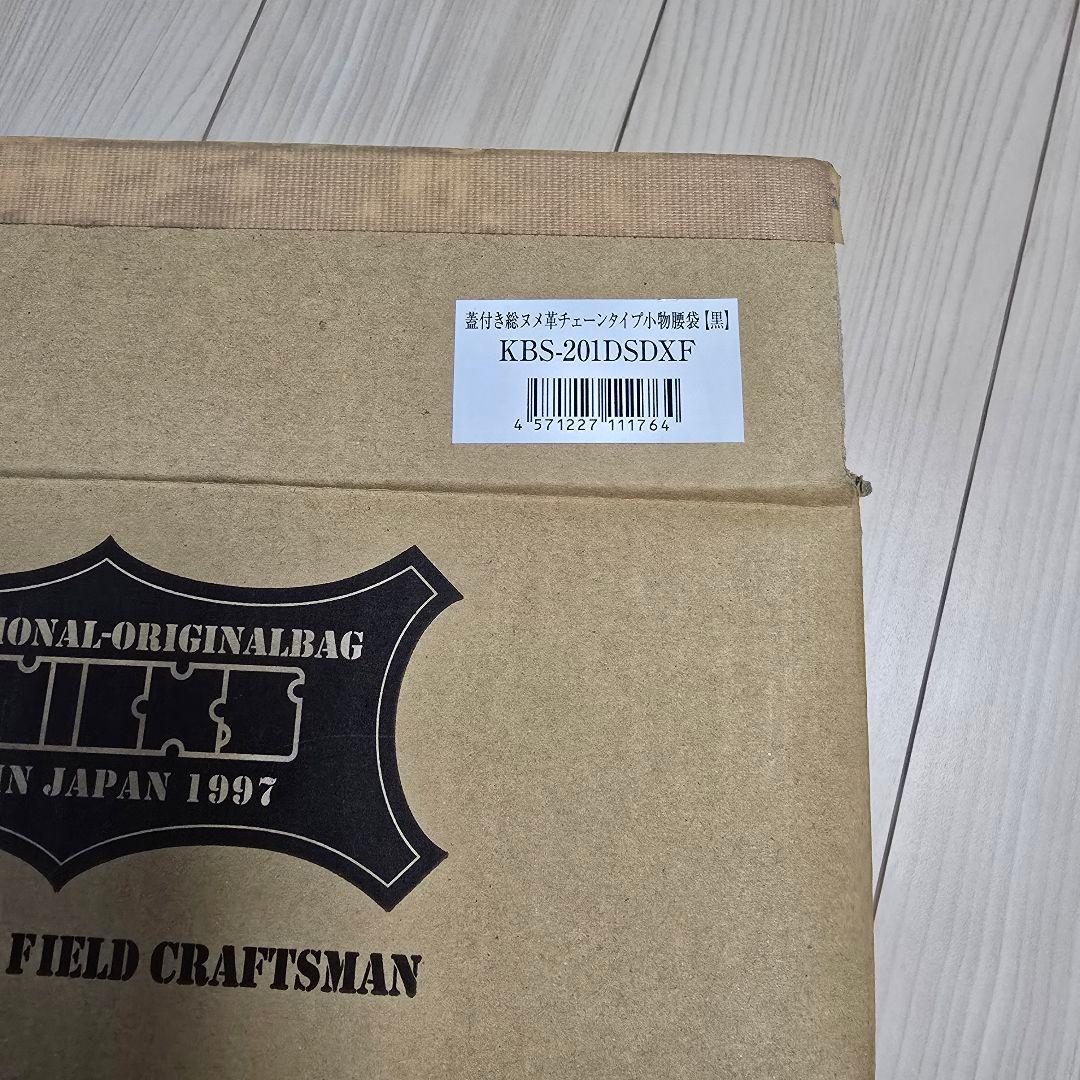 蓋付き総ヌメ革チェーンタイプ小物腰袋【黒】
KBS-201DSDXF
4 571227 111764
IONAL-ORIGINALBAG
IN JAPAN 1997
FIELD CRAFTSMAN